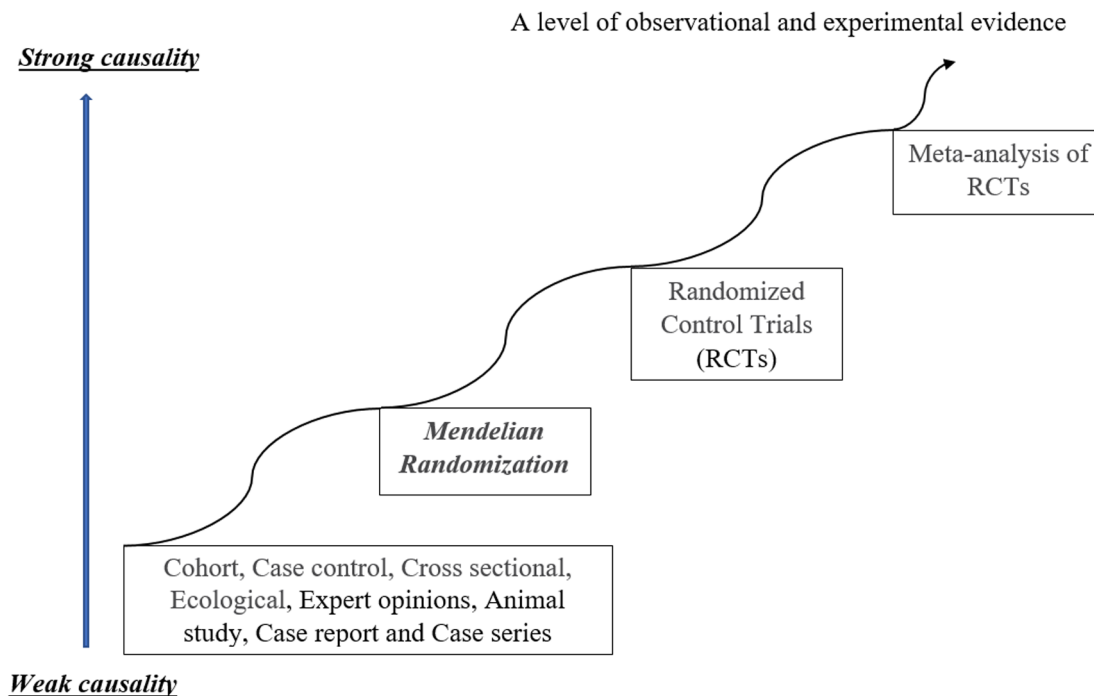 A level of observational and experimental evidence
Strong causality
Meta-analysis of
RCTs
Randomized
Control Trials
(RCTs)
Mendelian
Randomization
Cohort, Case control, Cross sectional,
Ecological, Expert opinions, Animal
study, Case report and Case series
Weak causality